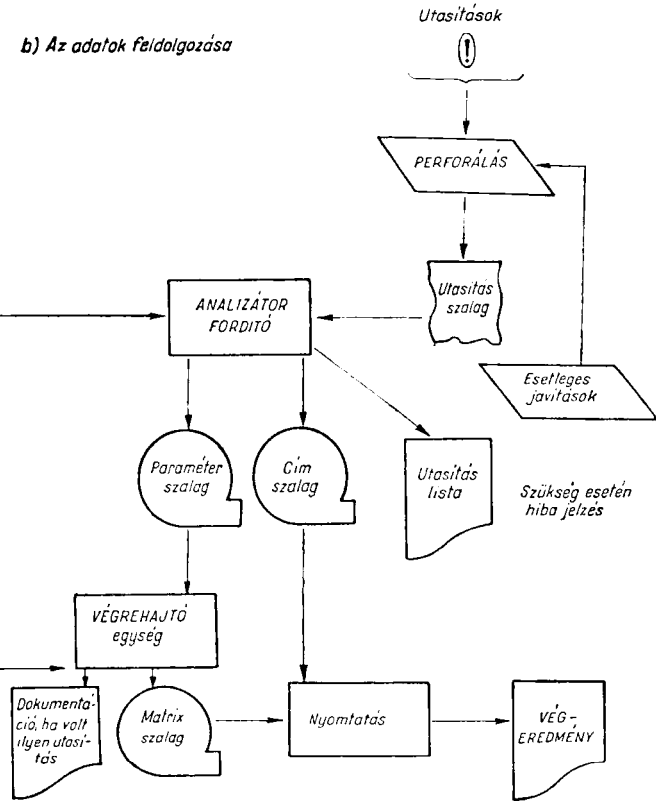 b) Az adatok feldolgozása
Utasítások
!
PERFORÁLÁS
Utasítás
szalag
ANALIZÁTOR
FORDITÓ
Esetleges
javítások
Paraméter
szalag
Cím
szalag
Utasítás
lista
Szükség esetén
hiba jelzés
VÉGREHAJTÓ
egység
Dokumentá-
ció, ha volt
ilyen utasí-
tás
Matrix
szalag
Nyomtatás
VÉG-
EREDMÉNY